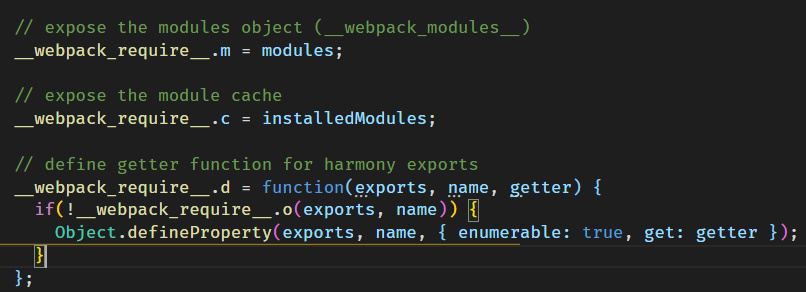 // expose the modules object (__webpack_modules__)
__webpack_require__.m = modules;
// expose the module cache
__webpack_require__.c = installedModules;
// define getter function for harmony exports
__webpack_require__.d = function(exports, name, getter) {
if(!__webpack_require__.o(exports, name)) {
Object.defineProperty(exports, name, { enumerable: true, get: getter });
}
};